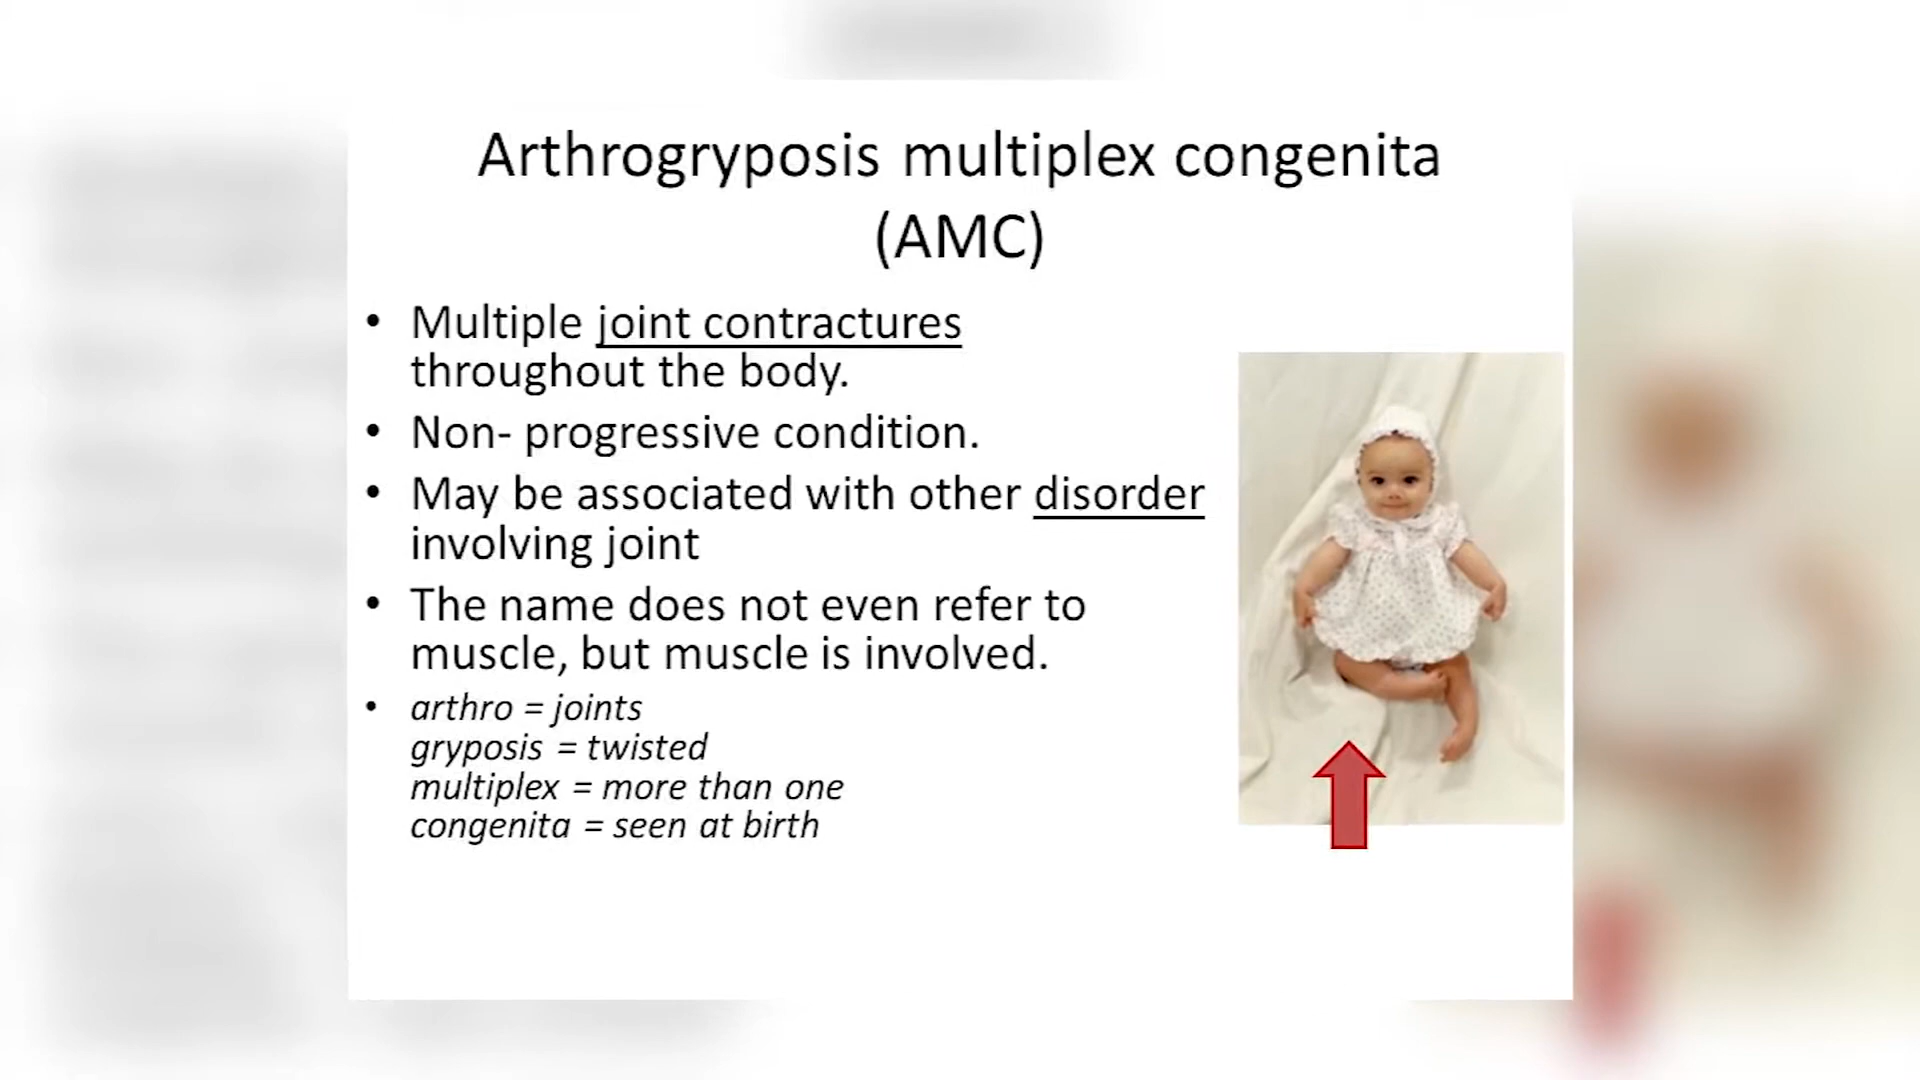 Arthrogryposis multiplex congenita
(AMC)
• Multiple joint contractures
throughout the body.
• Non- progressive condition.
• May be associated with other disorder
involving joint
• The name does not even refer to
muscle, but muscle is involved.
• arthro = joints
gryposis = twisted
multiplex = more than one
congenita = seen at birth